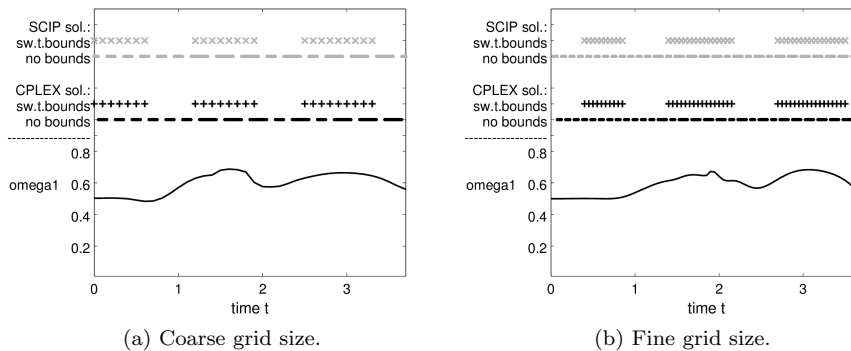 SCIP sol.:
sw.t.bounds
no bounds
CPLEX sol.:
sw.t.bounds
no bounds
0.8
omega1
0.6
0.4
0.2
0 1 2 3
time t
(a) Coarse grid size.
SCIP sol.:
sw.t.bounds
no bounds
CPLEX sol.:
sw.t.bounds
no bounds
0.8
omega1
0.6
0.4
0.2
0 1 2 3
time t
(b) Fine grid size.